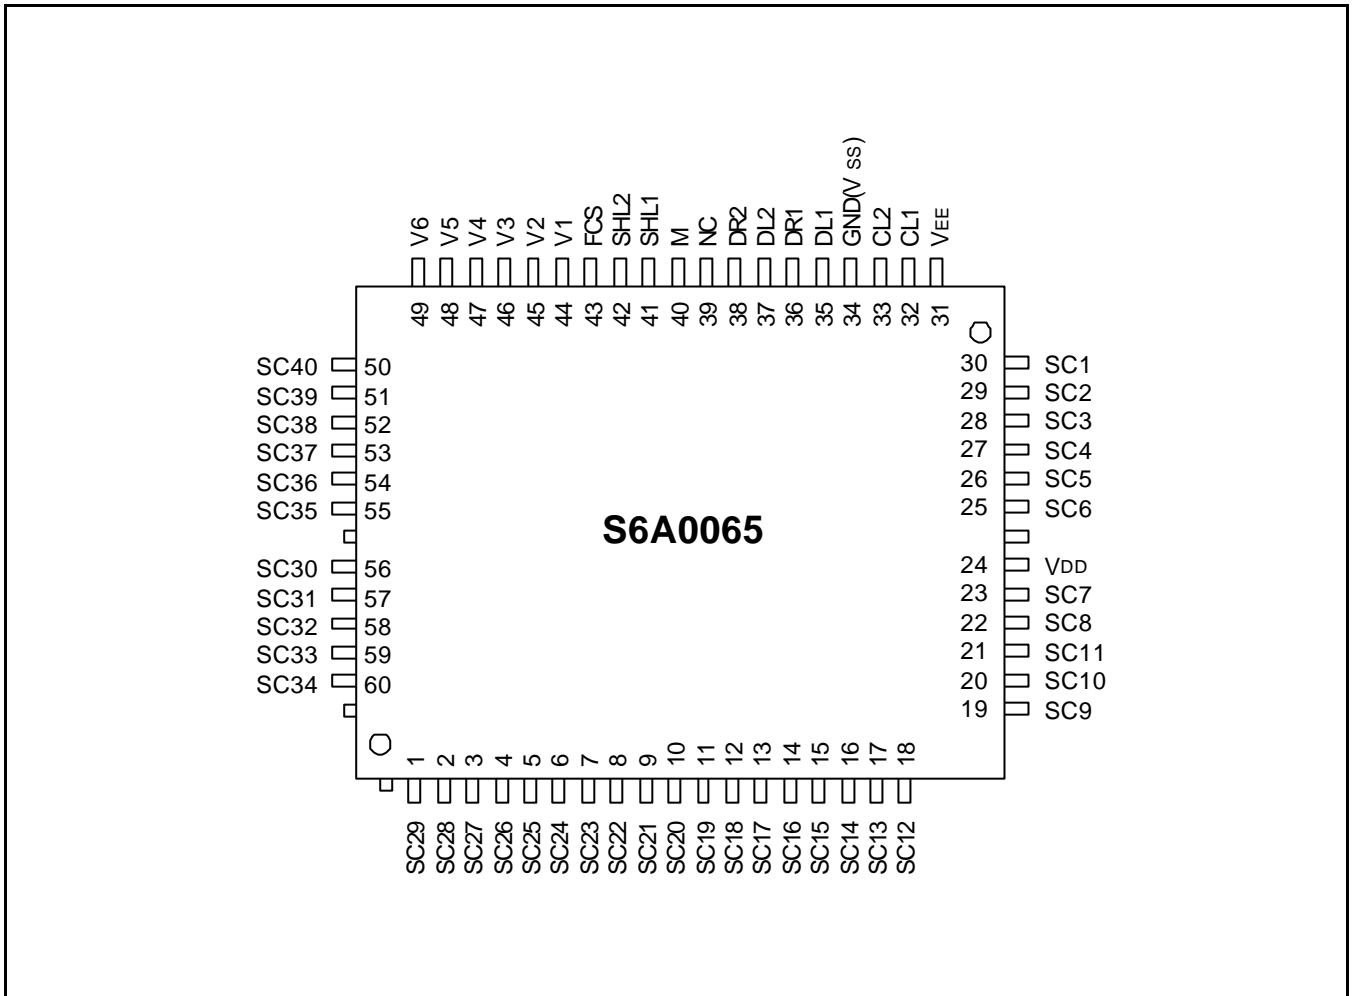 V6 V5 V4 V3 V2 V1 FCS SHL2 SHL1 M NC DR2 DL2 DR1 DL1 GND(V SS) CL2 CL1 VEE
49 48 47 46 45 44 43 42 41 40 39 38 37 36 35 34 33 32 31
SC40 50 30 SC1
SC39 51 29 SC2
SC38 52 28 SC3
SC37 53 27 SC4
SC36 54 26 SC5
SC35 55 25 SC6
S6A0065
SC30 56 24 VDD
SC31 57 23 SC7
SC32 58 22 SC8
SC33 59 21 SC11
SC34 60 20 SC10
19 SC9
1 2 3 4 5 6 7 8 9 10 11 12 13 14 15 16 17 18
SC29 SC28 SC27 SC26 SC25 SC24 SC23 SC22 SC21 SC20 SC19 SC18 SC17 SC16 SC15 SC14 SC13 SC12